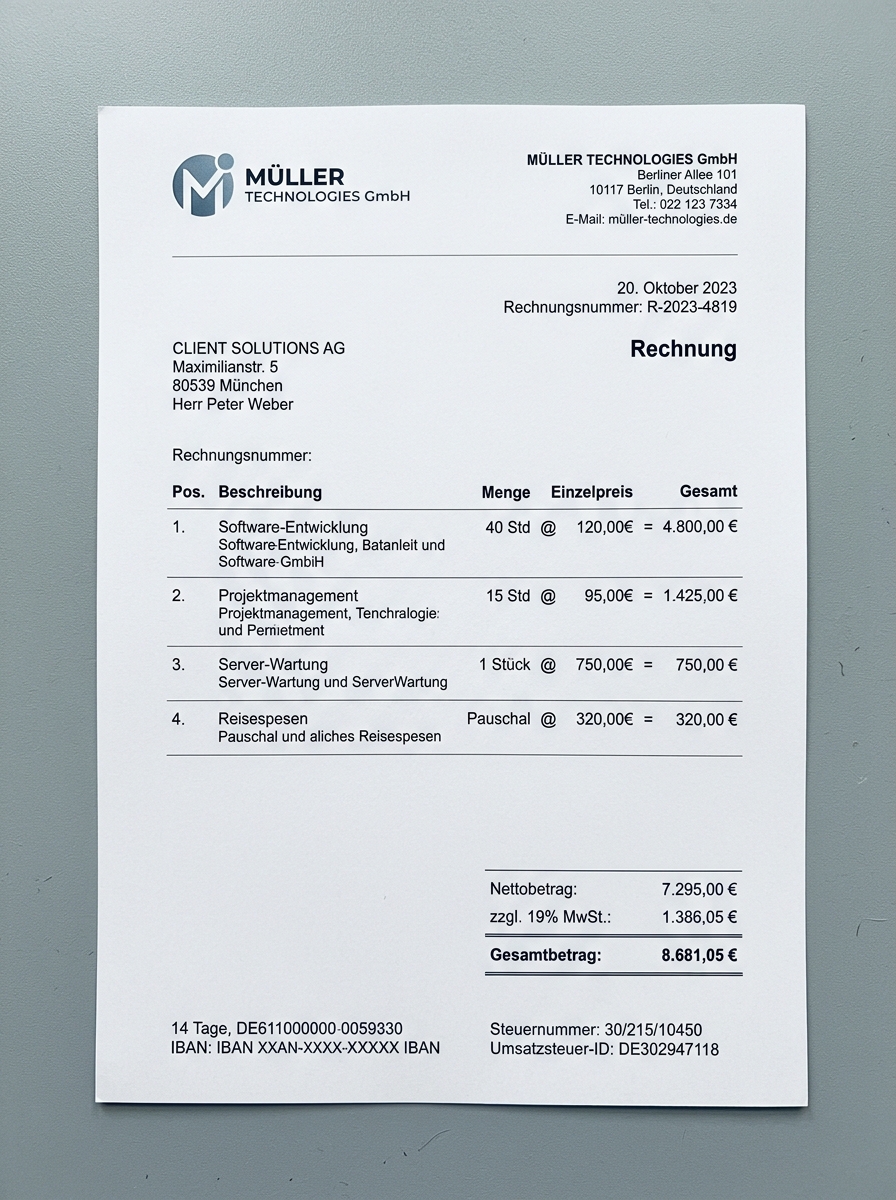 MÜLLER
TECHNOLOGIES GmbH
MÜLLER TECHNOLOGIES GmbH
Berliner Allee 101
10117 Berlin, Deutschland
Tel.: 022 123 7334
E-Mail: müller-technologies.de
20. Oktober 2023
Rechnungsnummer: R-2023-4819
Rechnung
CLIENT SOLUTIONS AG
Maximilianstr. 5
80539 München
Herr Peter Weber
Rechnungsnummer:
Pos. Beschreibung Menge Einzelpreis Gesamt
1. Software-Entwicklung 40 Std @ 120,00€ = 4.800,00 €
Software-Entwicklung, Batanleit und
Software-GmbiH
2. Projektmanagement 15 Std @ 95,00€ = 1.425,00 €
Projektmanagement, Tenchralogie:
und Pemietment
3. Server-Wartung 1 Stück @ 750,00€ = 750,00 €
Server-Wartung und ServerWartung
4. Reisespesen Pauschal @ 320,00€ = 320,00 €
Pauschal und aliches Reisespesen
Nettobetrag: 7.295,00 €
zzgl. 19% MwSt.: 1.386,05 €
Gesamtbetrag: 8.681,05 €
14 Tage, DE611000000-0059330
IBAN: IBAN XXAN-XXXX-XXXXX IBAN
Steuernummer: 30/215/10450
Umsatzsteuer-ID: DE302947118